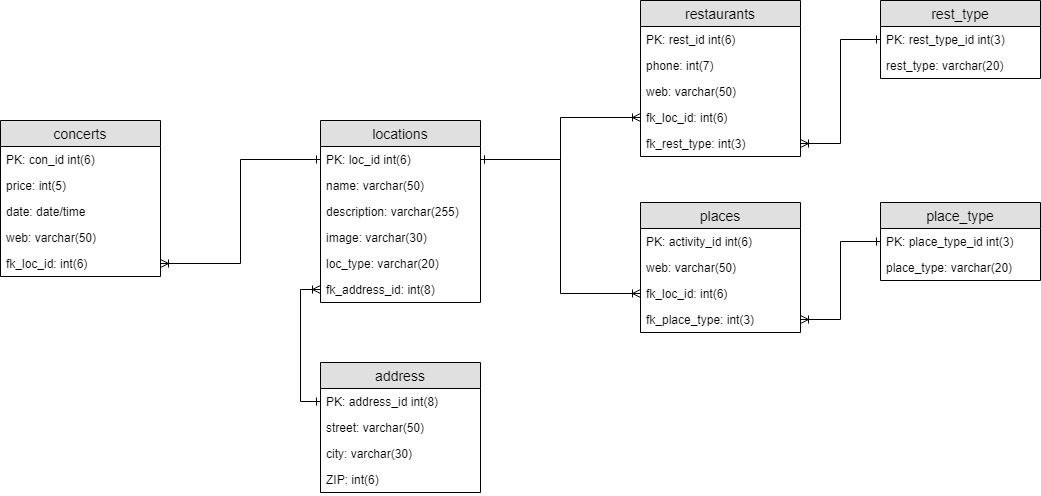 restaurants
PK: rest_id int(6)
phone: int(7)
web: varchar(50)
fk_loc_id: int(6)
fk_rest_type: int(3)
rest_type
PK: rest_type_id int(3)
rest_type: varchar(20)
concerts
PK: con_id int(6)
price: int(5)
date: date/time
web: varchar(50)
fk_loc_id: int(6)
locations
PK: loc_id int(6)
name: varchar(50)
description: varchar(255)
image: varchar(30)
loc_type: varchar(20)
fk_address_id: int(8)
places
PK: activity_id int(6)
web: varchar(50)
fk_loc_id: int(6)
fk_place_type: int(3)
place_type
PK: place_type_id int(3)
place_type: varchar(20)
address
PK: address_id int(8)
street: varchar(50)
city: varchar(30)
ZIP: int(6)